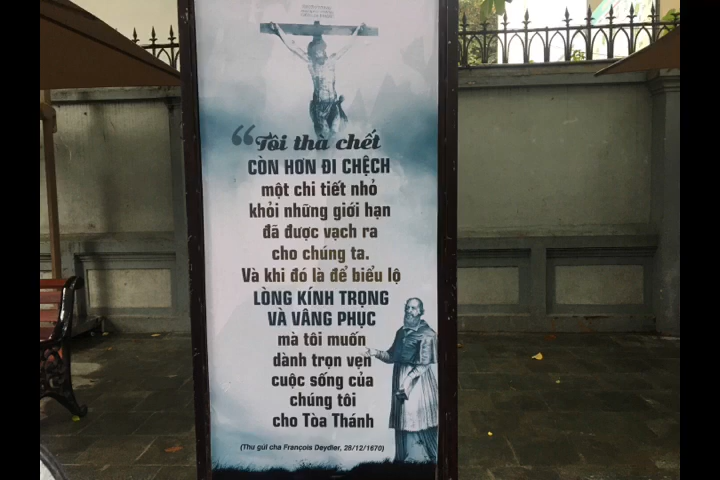 “Tôi thà chết
CÒN HƠN ĐI CHỆCH
một chi tiết nhỏ
khỏi những giới hạn
đã được vạch ra
cho chúng ta.
Và khi đó là để biểu lộ
LÒNG KÍNH TRỌNG
VÀ VÂNG PHỤC
mà tôi muốn
dành trọn vẹn
cuộc sống của
chúng tôi
cho Tòa Thánh
(Thư gửi cha François Deydier, 28/12/1670)